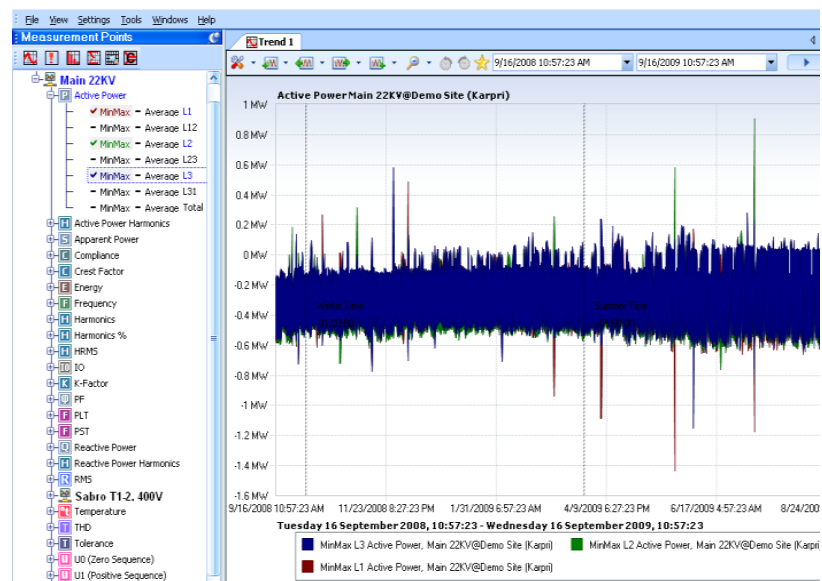 File View Settings Tools Windows Help
Measurement Points
Trend 1
9/16/2008 10:57:23 AM 9/16/2009 10:57:23 AM
Main 22KV
P Active Power
MinMax - Average L1
MinMax - Average L12
MinMax - Average L2
MinMax - Average L23
MinMax - Average L3
MinMax - Average L31
MinMax - Average Total
H Active Power Harmonics
S Apparent Power
C Compliance
C Crest Factor
E Energy
F Frequency
H Harmonics
H Harmonics %
H HRMS
IO IO
K K-Factor
PF
F PLT
F PST
Q Reactive Power
H Reactive Power Harmonics
R RMS
Sabro T1-2, 400V
Temperature
T THD
T Tolerance
U U0 (Zero Sequence)
U U1 (Positive Sequence)
Active Power Main 22KV@Demo Site (Karpri)
1 MW
0.8 MW
0.6 MW
0.4 MW
0.2 MW
0 MW
-0.2 MW
-0.4 MW
-0.6 MW
-0.8 MW
-1 MW
-1.2 MW
-1.4 MW
-1.6 MW
Winter Time
Summer Time
9/16/2008 10:57:23 AM 11/23/2008 8:27:23 PM 1/31/2009 6:57:23 AM 4/9/2009 6:27:23 PM 6/17/2009 4:57:23 AM 8/24/200
Tuesday 16 September 2008, 10:57:23 - Wednesday 16 September 2009, 10:57:23
MinMax L3 Active Power, Main 22KV@Demo Site (Karpri) MinMax L2 Active Power, Main 22KV@Demo Site (Karpri)
MinMax L1 Active Power, Main 22KV@Demo Site (Karpri)